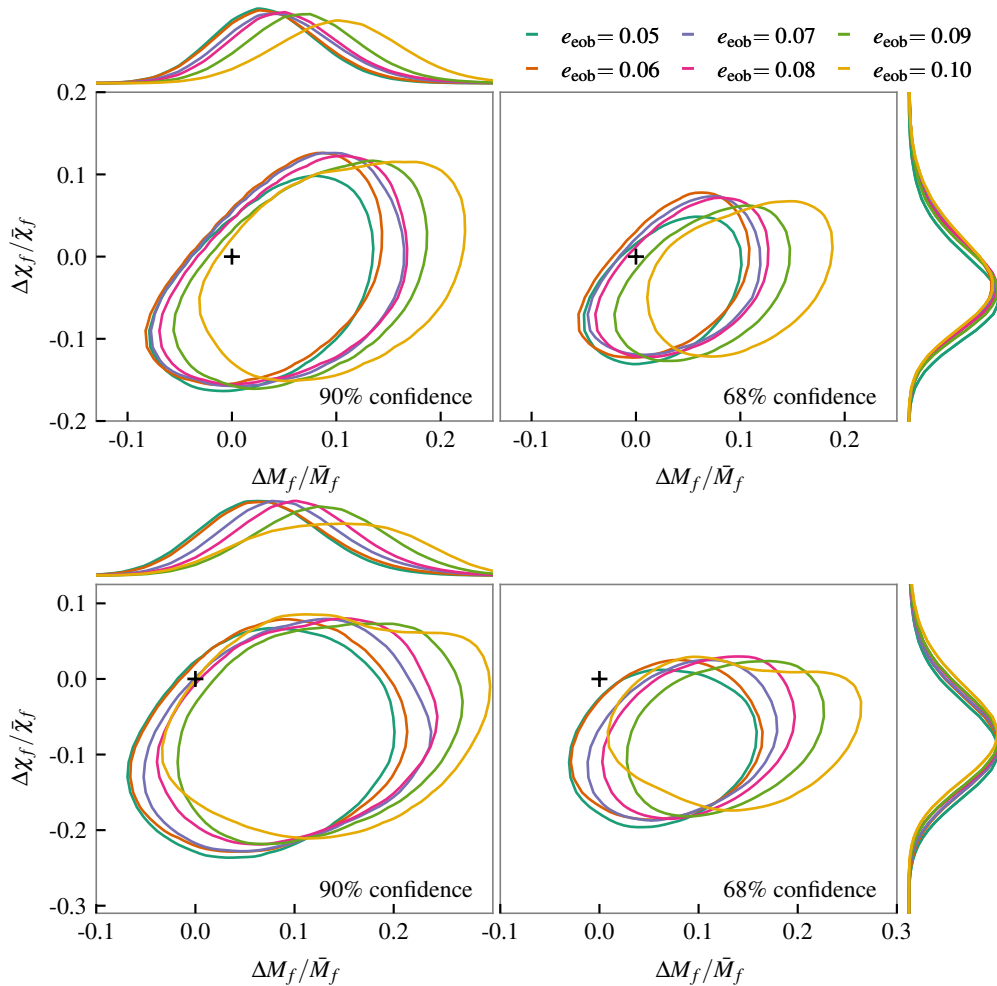 e_eob = 0.05 e_eob = 0.07 e_eob = 0.09
e_eob = 0.06 e_eob = 0.08 e_eob = 0.10
0.2
0.1
0.0
-0.1
-0.2
Δχ_f/χ̄_f
90% confidence
68% confidence
-0.1 0.0 0.1 0.2
-0.1 0.0 0.1 0.2
ΔM_f/M̄_f
ΔM_f/M̄_f
0.1
0.0
-0.1
-0.2
-0.3
Δχ_f/χ̄_f
90% confidence
68% confidence
-0.1 0.0 0.1 0.2
-0.1 0.0 0.1 0.2 0.3
ΔM_f/M̄_f
ΔM_f/M̄_f